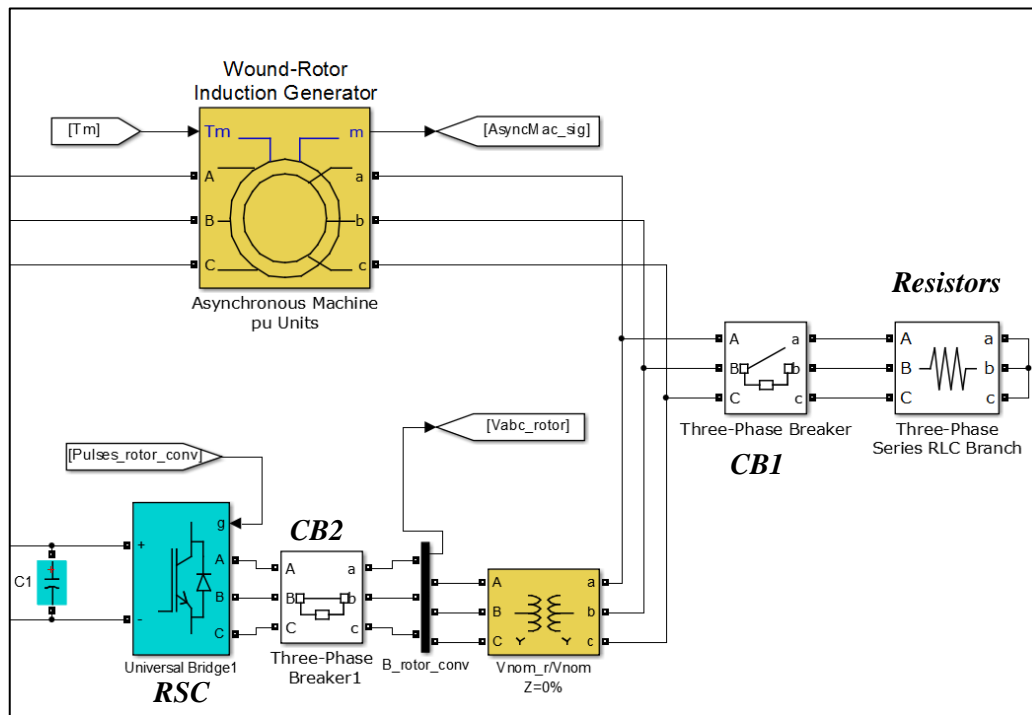 Wound-Rotor
Induction Generator
[Tm]
Tm
m
[AsyncMac_sig]
A
a
B
b
C
c
Asynchronous Machine
pu Units
Resistors
A
a
B
b
C
c
A
a
B
b
C
c
Three-Phase Breaker
Three-Phase
Series RLC Branch
CB1
[Vabc_rotor]
[Pulses_rotor_conv]
CB2
g
+
A
B
-
C
C1
+
A
a
B
b
C
c
A
a
B
b
C
c
Y
Y
Universal Bridge1
Three-Phase
Breaker1
B_rotor_conv
Vnom_r/Vnom
Z=0%
RSC